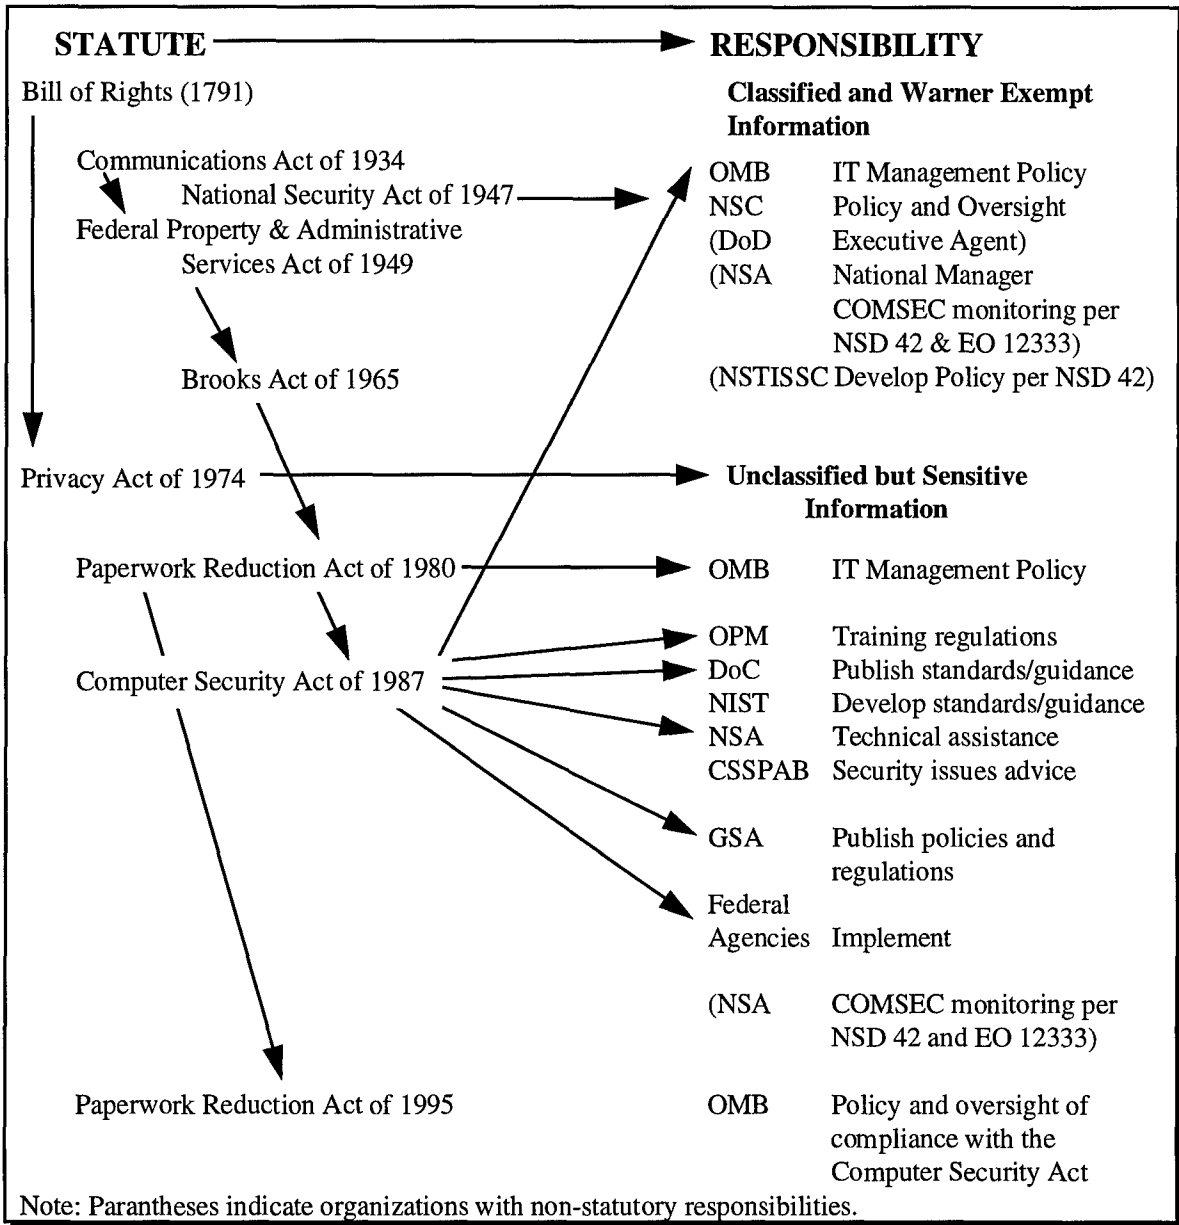 STATUTE RESPONSIBILITY
Bill of Rights (1791)
Classified and Warner Exempt
Information
Communications Act of 1934
National Security Act of 1947
Federal Property & Administrative
Services Act of 1949
OMB IT Management Policy
NSC Policy and Oversight
(DoD Executive Agent)
(NSA National Manager
COMSEC monitoring per
NSD 42 & EO 12333)
(NSTISSC Develop Policy per NSD 42)
Brooks Act of 1965
Privacy Act of 1974
Unclassified but Sensitive
Information
Paperwork Reduction Act of 1980
OMB IT Management Policy
Computer Security Act of 1987
OPM Training regulations
DoC Publish standards/guidance
NIST Develop standards/guidance
NSA Technical assistance
CSSPAB Security issues advice
GSA Publish policies and
regulations
Federal
Agencies Implement
(NSA COMSEC monitoring per
NSD 42 and EO 12333)
Paperwork Reduction Act of 1995
OMB Policy and oversight of
compliance with the
Computer Security Act
Note: Parantheses indicate organizations with non-statutory responsibilities.